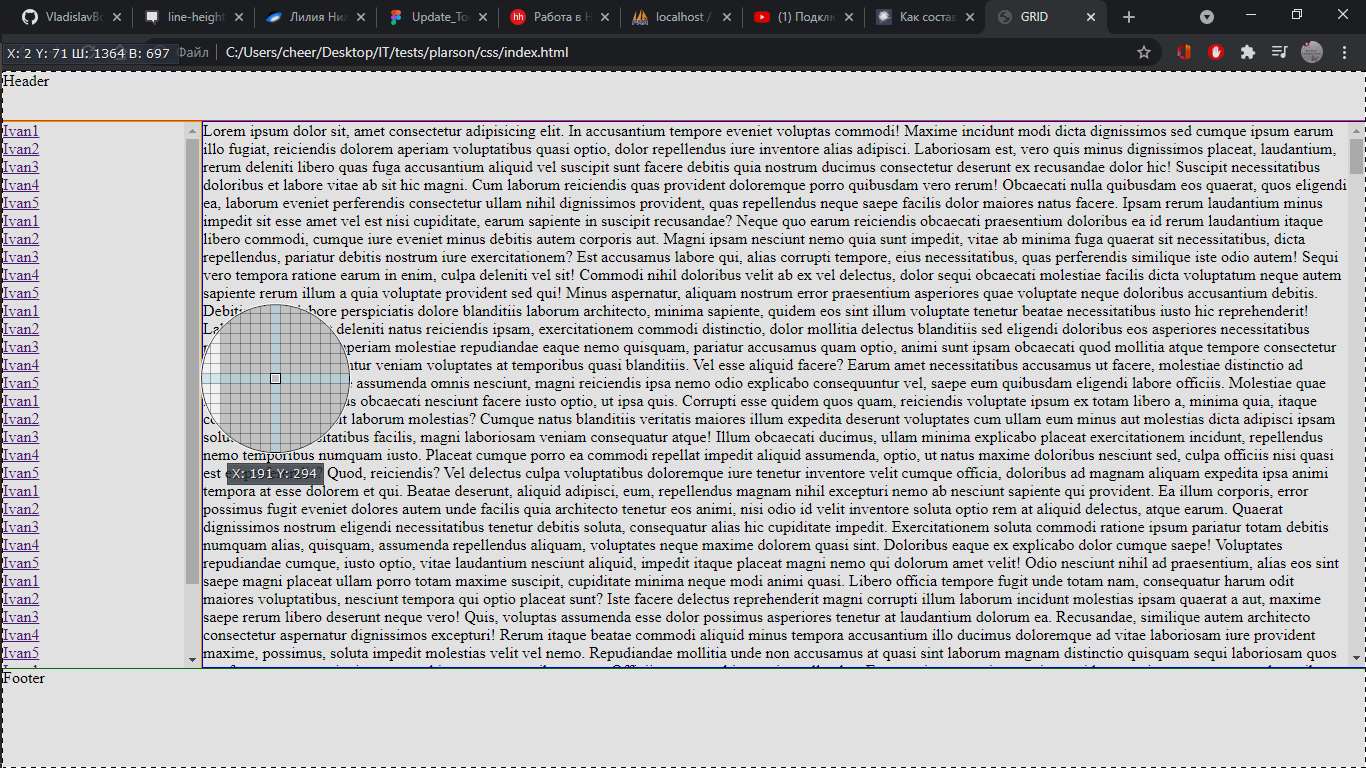 VladislavBo
line-height
Лилия Нил
Update_To
Работа в Н
localhost /
(1) Подклю
Как состав
GRID
X: 2 Y: 71 Ш: 1364 В: 697
Файл
C:/Users/cheer/Desktop/IT/tests/plarson/css/index.html
Header
Ivan1
Ivan2
Ivan3
Ivan4
Ivan5
Ivan1
Ivan2
Ivan3
Ivan4
Ivan5
Ivan1
Ivan2
Ivan3
Ivan4
Ivan5
Ivan1
Ivan2
Ivan3
Ivan4
Ivan5
Ivan1
Ivan2
Ivan3
Ivan4
Ivan5
Ivan1
Ivan2
Ivan3
Ivan4
Ivan5
Lorem ipsum dolor sit, amet consectetur adipisicing elit. In accusantium tempore eveniet voluptas commodi! Maxime incidunt modi dicta dignissimos sed cumque ipsum earum
illo fugiat, reiciendis dolorem aperiam voluptatibus quasi optio, dolor repellendus iure inventore alias adipisci. Laboriosam est, vero quis minus dignissimos placeat, laudantium,
rerum deleniti libero quas fuga accusantium aliquid vel suscipit sunt facere debitis quia nostrum ducimus consectetur deserunt ex recusandae dolor hic! Suscipit necessitatibus
doloribus et labore vitae ab sit hic magni. Cum laborum reiciendis quas provident doloremque porro quibusdam vero rerum! Obcaecati nulla quibusdam eos quaerat, quos eligendi
ea, laborum eveniet perferendis consectetur ullam nihil dignissimos provident, quas repellendus neque saepe facilis dolor maiores natus facere. Ipsam rerum laudantium minus
impedit sit esse amet vel est nisi cupiditate, earum sapiente in suscipit recusandae? Neque quo earum reiciendis obcaecati praesentium doloribus ea id rerum laudantium itaque
libero commodi, cumque iure eveniet minus debitis autem corporis aut. Magni ipsam nesciunt nemo quia sunt impedit, vitae ab minima fuga quaerat sit necessitatibus, dicta
repellendus, pariatur debitis nostrum iure exercitationem? Est accusamus labore qui, alias corrupti tempore, eius necessitatibus, quas perferendis similique iste odio autem! Sequi
vero tempora ratione earum in enim, culpa deleniti vel sit! Commodi nihil doloribus velit ab ex vel delectus, dolor sequi obcaecati molestiae facilis dicta voluptatum neque autem
sapiente rerum illum a quia voluptate provident sed qui! Minus aspernatur, aliquam nostrum error praesentium asperiores quae voluptate neque doloribus accusantium debitis.
bore perspiciatis dolore blanditiis laborum architecto, minima sapiente, quidem eos sint illum voluptate tenetur beatae necessitatibus iusto hic reprehenderit!
deleniti natus reiciendis ipsam, exercitationem commodi distinctio, dolor mollitia delectus blanditiis sed eligendi doloribus eos asperiores necessitatibus
periam molestiae repellendus eaque nemo quisquam, pariatur accusamus quam optio, animi sunt ipsam obcaecati quod mollitia atque tempore consectetur
ntur veniam voluptates at temporibus quasi blanditiis. Vel esse aliquid facere? Earum amet necessitatibus accusamus ut facere, molestiae distinctio ad
assumenda omnis nesciunt, magni reiciendis ipsa nemo odio explicabo consequuntur vel, saepe eum quibusdam eligendi labore officiis. Molestiae quae
us obcaecati nesciunt facere iusto optio, ut ipsa quis. Corrupti esse quidem quos quam, reiciendis voluptate ipsum ex totam libero a, minima quia, itaque
it laborum molestias? Cumque natus blanditiis veritatis maiores illum expedita deserunt voluptates cum ullam eum minus aut molestias dicta adipisci ipsam
sitatibus facilis, magni laboriosam veniam consequatur atque! Illum obcaecati ducimus, ullam minima explicabo placeat exercitationem incidunt, repellendus
nemo temporibus numquam iusto. Placeat cumque porro ea commodi repellat impedit aliquid assumenda, optio, ut natus maxime doloribus nesciunt sed, culpa officiis nisi quasi
est Quod, reiciendis? Vel delectus culpa voluptatibus doloremque iure tenetur inventore velit cumque officia, doloribus ad magnam aliquam expedita ipsa animi
X: 191 Y: 294
tempora at esse dolorem et qui. Beatae deserunt, aliquid adipisci, eum, repellendus magnam nihil excepturi nemo ab nesciunt sapiente qui provident. Ea illum corporis, error
possimus fugit eveniet dolores autem unde facilis quia architecto tenetur eos animi, nisi odio id velit inventore soluta optio rem at aliquid delectus, atque earum. Quaerat
dignissimos nostrum eligendi necessitatibus tenetur debitis soluta, consequatur alias hic cupiditate impedit. Exercitationem soluta commodi ratione ipsum pariatur totam debitis
numquam alias, quisquam, assumenda repellendus aliquam, voluptates neque maxime dolorem quasi sint. Doloribus eaque ex explicabo dolor cumque saepe! Voluptates
repudiandae cumque, iusto optio, vitae laudantium nesciunt aliquid, impedit itaque placeat magni nemo qui dolorum amet velit! Odio nesciunt nihil ad praesentium, alias eos sint
saepe magni placeat ullam porro totam maxime suscipit, cupiditate minima neque modi animi quasi. Libero officia tempore fugit unde totam nam, consequatur harum odit
maiores voluptatibus, nesciunt tempora qui optio placeat sunt? Iste facere delectus reprehenderit magni corrupti illum laborum incidunt molestias ipsam quaerat a aut, maxime
saepe rerum libero deserunt neque vero! Quis, voluptas assumenda esse dolor possimus asperiores tenetur at laudantium dolorum ea. Recusandae, similique autem architecto
consectetur aspernatur dignissimos excepturi! Rerum itaque beatae commodi aliquid minus tempora accusantium illo ducimus doloremque ad vitae laboriosam iure provident
maxime, possimus, soluta impedit molestias velit vel nemo. Repudiandae mollitia unde non accusamus at quasi sint laborum magnam distinctio quisquam sequi laboriosam quos
Footer